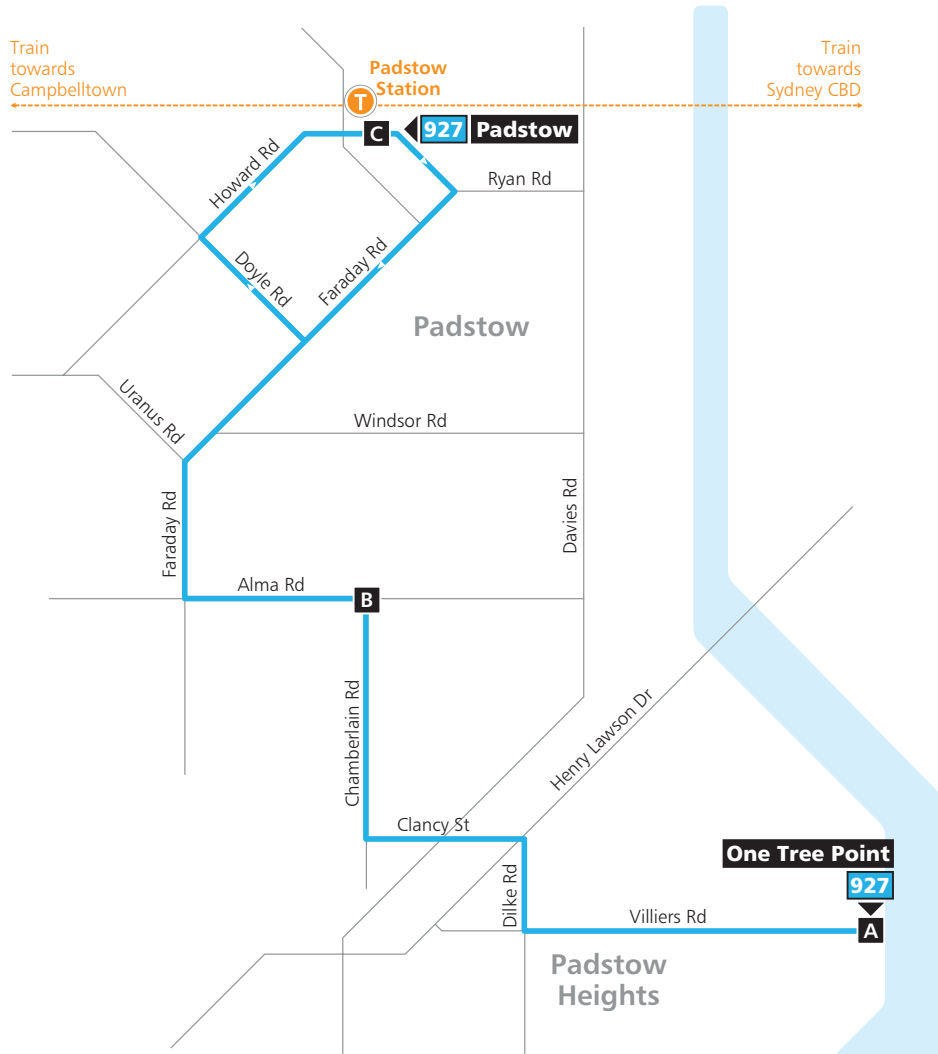 Train
towards
Campbelltown
Padstow
Station
Train
towards
Sydney CBD
T
C
927 Padstow
Howard Rd
Ryan Rd
Doyle Rd
Faraday Rd
Padstow
Uranus Rd
Windsor Rd
Faraday Rd
Davies Rd
Alma Rd
B
Chamberlain Rd
Henry Lawson Dr
Clancy St
One Tree Point
927
Dilke Rd
Villiers Rd
A
Padstow
Heights